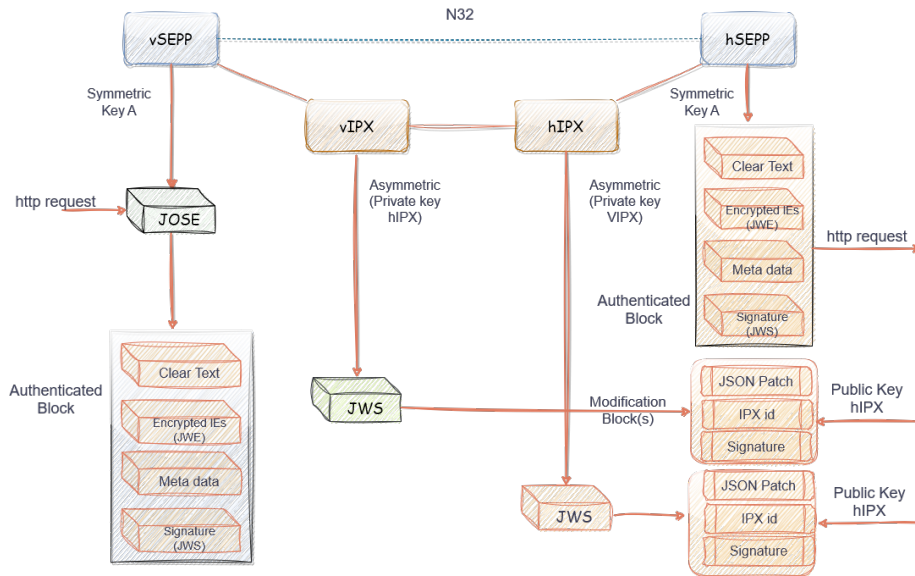 N32
vSEPP
hSEPP
Symmetric
Key A
Symmetric
Key A
vIPX
hIPX
Clear Text
http request
JOSE
Asymmetric
(Private key
hIPX)
Asymmetric
(Private key
VIPX)
Encrypted IEs
(JWE)
http request
Meta data
Authenticated
Block
Signature
(JWS)
Authenticated
Block
Clear Text
Encrypted IEs
(JWE)
Meta data
Signature
(JWS)
JWS
Modification
Block(s)
JSON Patch
IPX id
Signature
Public Key
hIPX
JWS
JSON Patch
IPX id
Signature
Public Key
hIPX